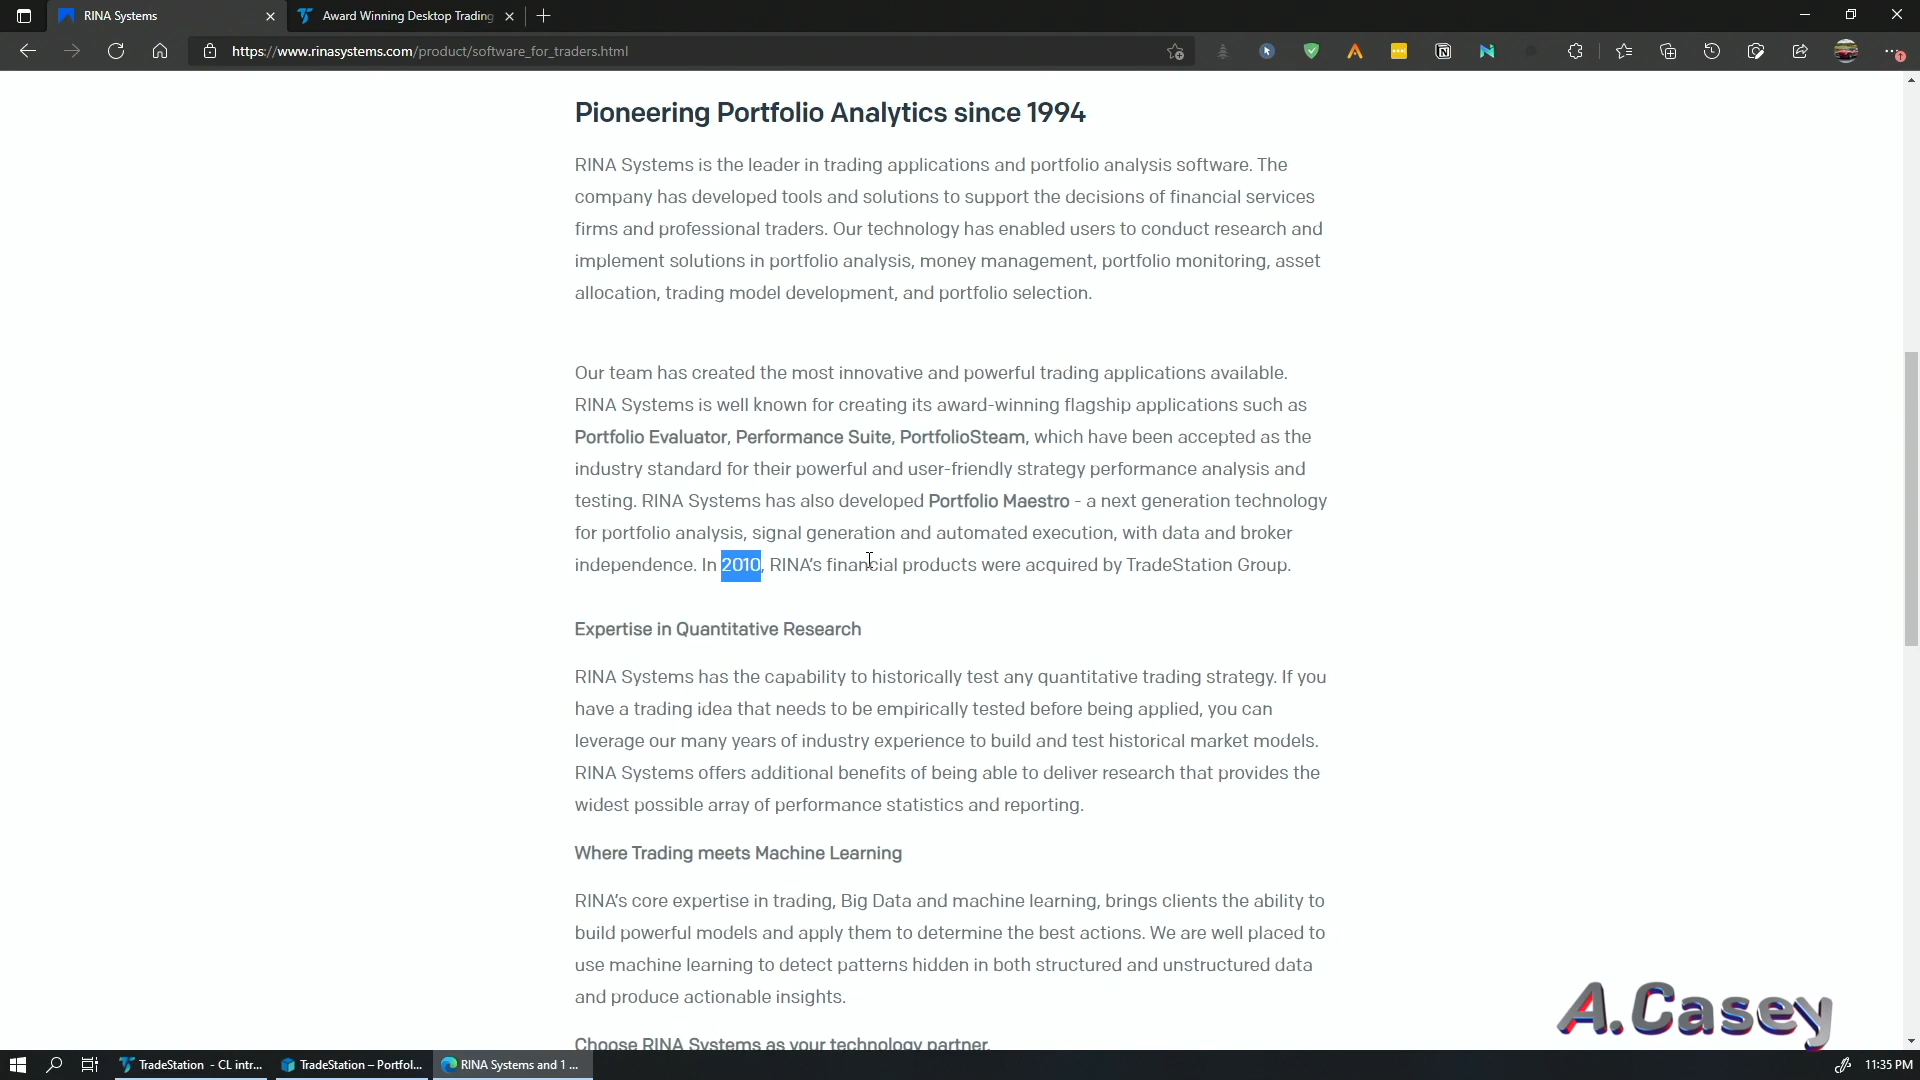 RINA Systems
Award Winning Desktop Trading
https://www.rinasystems.com/product/software_for_traders.html
Pioneering Portfolio Analytics since 1994
RINA Systems is the leader in trading applications and portfolio analysis software. The
company has developed tools and solutions to support the decisions of financial services
firms and professional traders. Our technology has enabled users to conduct research and
implement solutions in portfolio analysis, money management, portfolio monitoring, asset
allocation, trading model development, and portfolio selection.
Our team has created the most innovative and powerful trading applications available.
RINA Systems is well known for creating its award-winning flagship applications such as
Portfolio Evaluator, Performance Suite, PortfolioSteam, which have been accepted as the
industry standard for their powerful and user-friendly strategy performance analysis and
testing. RINA Systems has also developed Portfolio Maestro - a next generation technology
for portfolio analysis, signal generation and automated execution, with data and broker
independence. In 2010, RINA's financial products were acquired by TradeStation Group.
Expertise in Quantitative Research
RINA Systems has the capability to historically test any quantitative trading strategy. If you
have a trading idea that needs to be empirically tested before being applied, you can
leverage our many years of industry experience to build and test historical market models.
RINA Systems offers additional benefits of being able to deliver research that provides the
widest possible array of performance statistics and reporting.
Where Trading meets Machine Learning
RINA's core expertise in trading, Big Data and machine learning, brings clients the ability to
build powerful models and apply them to determine the best actions. We are well placed to
use machine learning to detect patterns hidden in both structured and unstructured data
and produce actionable insights.
Choose RINA Systems as your technology partner.
A.Casey
TradeStation - CL intr...
TradeStation – Portfol...
RINA Systems and 1 ...
11:35 PM